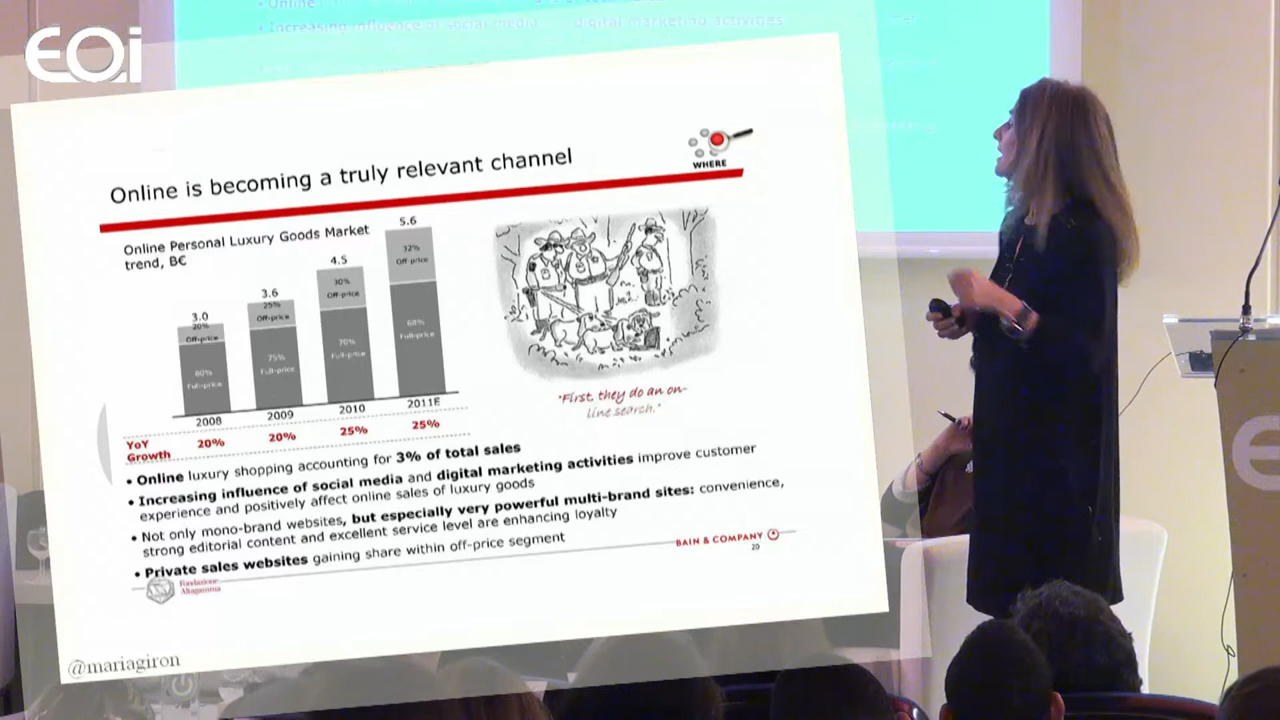 EOi
• Online
• Increasing influence of social media digital marketing activities
Online is becoming a truly relevant channel
WHERE
Online Personal Luxury Goods Market
trend, B€
3.0
3.6
4.5
5.6
20%
Off-price
25%
Off-price
30%
Off-price
32%
Off-price
80%
Full-price
75%
Full-price
70%
Full-price
68%
Full-price
2008
2009
2010
2011E
YoY
Growth
20%
20%
25%
25%
"First, they do an on-
line search."
• Online luxury shopping accounting for 3% of total sales
• Increasing influence of social media and digital marketing activities improve customer
experience and positively affect online sales of luxury goods
• Not only mono-brand websites, but especially very powerful multi-brand sites: convenience,
strong editorial content and excellent service level are enhancing loyalty
• Private sales websites gaining share within off-price segment
Fondazione
Altagamma
BAIN & COMPANY
20
@mariagiron
e